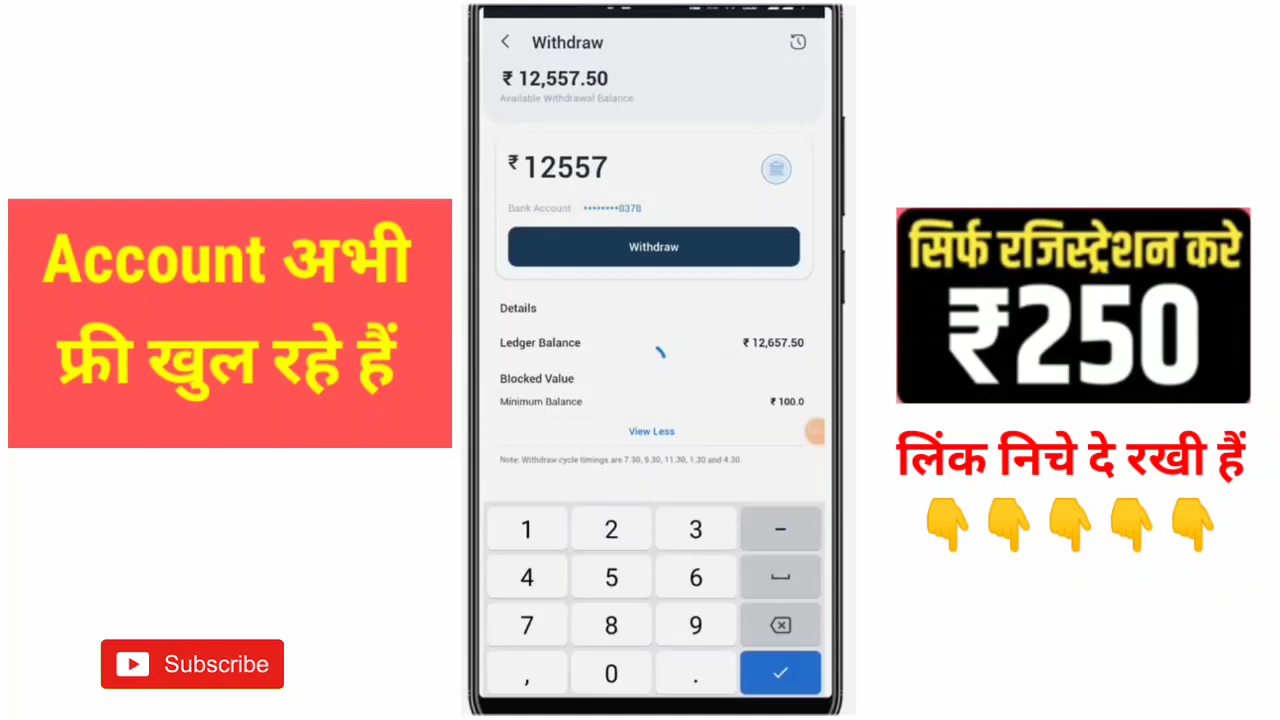 Withdraw
₹ 12,557.50
Available Withdrawal Balance
₹12557
Bank Account ••••••••8378
Withdraw
Details
Ledger Balance ₹ 12,657.50
Blocked Value
Minimum Balance ₹ 100.0
View Less
Note: Withdraw cycle timings are 7.30, 9.30, 11.30, 1.30 and 4.30.
1 2 3 -
4 5 6
7 8 9
, 0 .
Account अभी
फ्री खुल रहे हैं
Subscribe
सिर्फ रजिस्ट्रेशन करे
₹250
लिंक निचे दे रखी हैं
👇👇👇👇👇